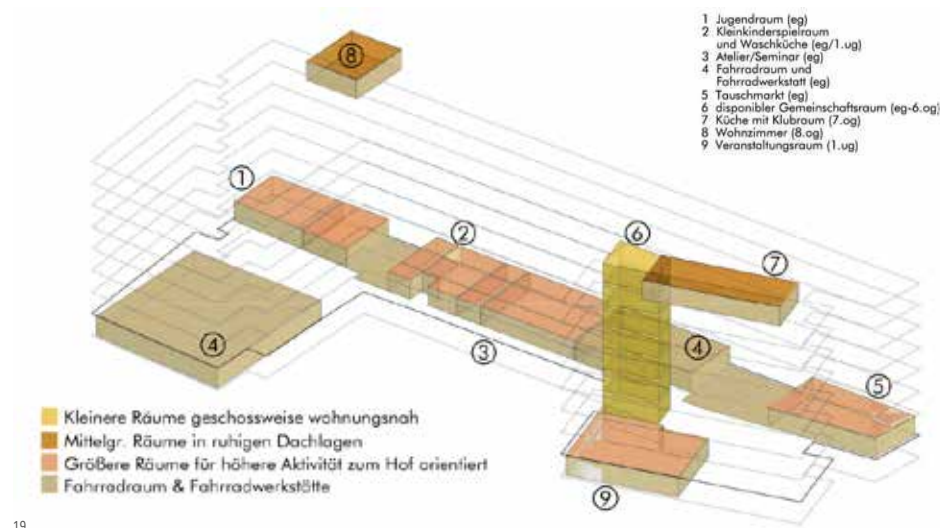 1 Jugendraum (eg)
2 Kleinkinderspielraum
und Waschküche (eg/1.ug)
3 Atelier/Seminar (eg)
4 Fahrradraum und
Fahrradwerkstatt (eg)
5 Tauschmarkt (eg)
6 disponibler Gemeinschaftsraum (eg-6.og)
7 Küche mit Klubraum (7.og)
8 Wohnzimmer (8.og)
9 Veranstaltungsraum (1.ug)
8
1
2
6
7
4
3
4
5
9
Kleinere Räume geschossweise wohnungsnah
Mittelgr. Räume in ruhigen Dachlagen
Größere Räume für höhere Aktivität zum Hof orientiert
Fahrradraum & Fahrradwerkstätte
19